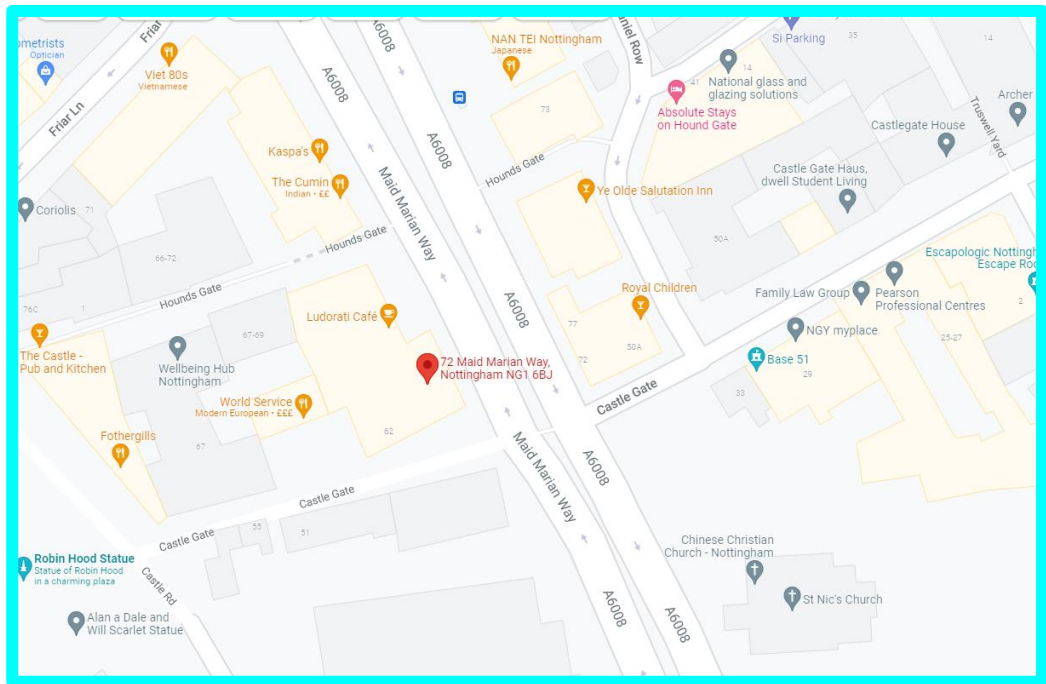 ometrists
Optician
Friar
Viet 80s
Vietnamese
Friar Ln
A6008
A6008
NAN TEI Nottingham
Japanese
aniel Row
Si Parking
35
14
National glass and
glazing solutions
14
41
Absolute Stays
on Hound Gate
Archer
Truswell Yard
Castlegate House
73
Kaspa's
The Cumin
Indian • ££
A6008
Hounds Gate
Maid Marian Way
Ye Olde Salutation Inn
Castle Gate Haus,
dwell Student Living
Coriolis
71
66-72
Hounds Gate
50A
Escapologic Nottingh
Escape Roo
Hounds Gate
76C
1
Ludorati Café
A6008
Royal Children
Family Law Group
Pearson
Professional Centres
2
The Castle -
Pub and Kitchen
67-69
Wellbeing Hub
Nottingham
77
72
50A
NGY myplace
25-27
72 Maid Marian Way,
Nottingham NG1 6BJ
Base 51
29
33
World Service
Modern European • £££
Castle Gate
Fothergills
67
62
Maid Marian Way
A6008
Castle Gate
55
51
Castle Gate
Chinese Christian
Church - Nottingham
Robin Hood Statue
Statue of Robin Hood
in a charming plaza
Castle Rd
St Nic's Church
Alan a Dale and
Will Scarlet Statue
A6008
A6008